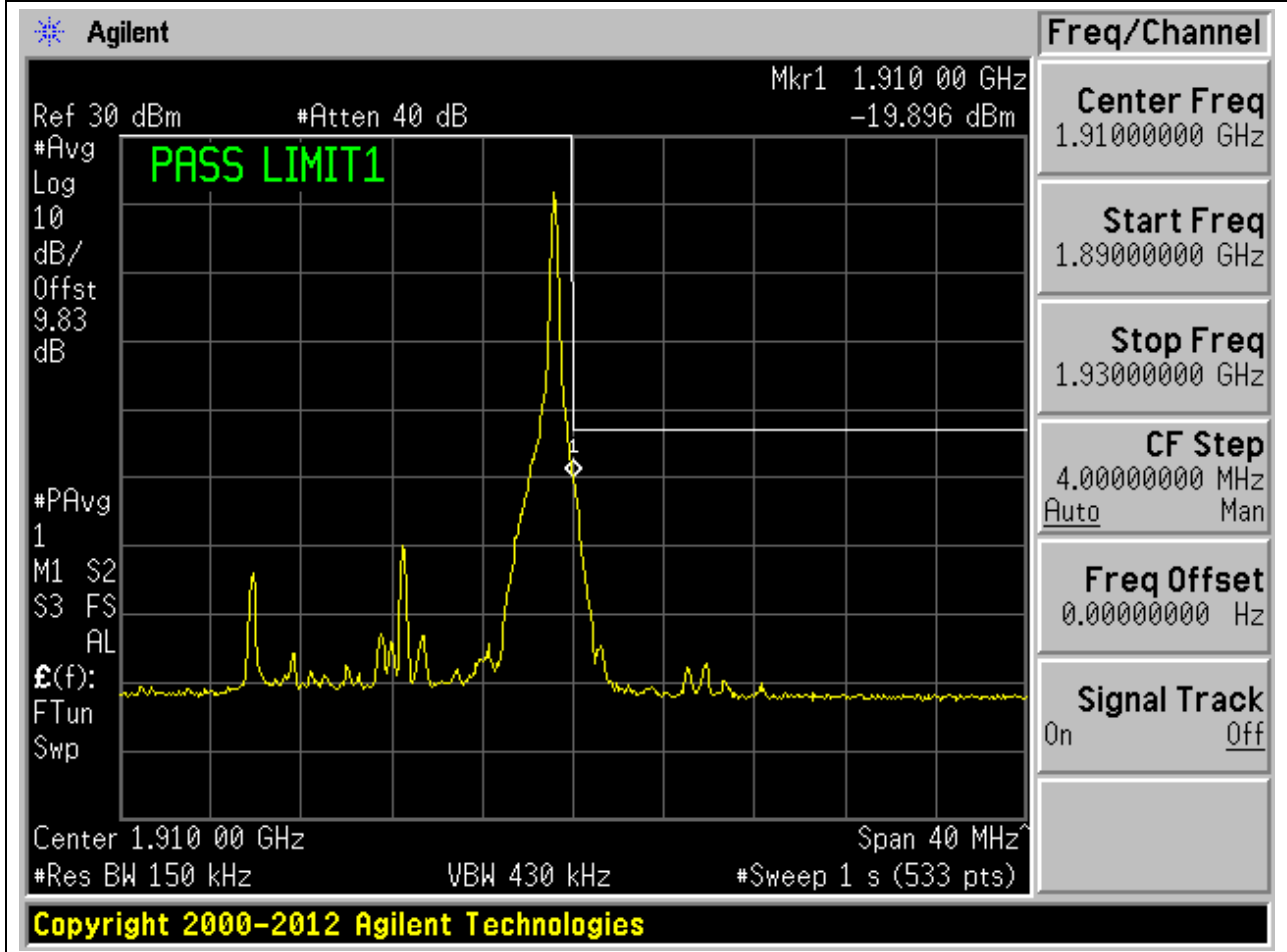 Agilent
Freq/Channel
Mkr1 1.910 00 GHz
Ref 30 dBm #Atten 40 dB -19.896 dBm
#Avg
Log
10
dB/
Offst
9.83
dB
PASS LIMIT1
1
#PAvg
1
M1 S2
S3 FS
AL
£(f):
FTun
Swp
Center 1.910 00 GHz Span 40 MHz^
#Res BW 150 kHz VBW 430 kHz #Sweep 1 s (533 pts)
Copyright 2000-2012 Agilent Technologies
Center Freq
1.91000000 GHz
Start Freq
1.89000000 GHz
Stop Freq
1.93000000 GHz
CF Step
4.00000000 MHz
Auto Man
Freq Offset
0.00000000 Hz
Signal Track
On Off